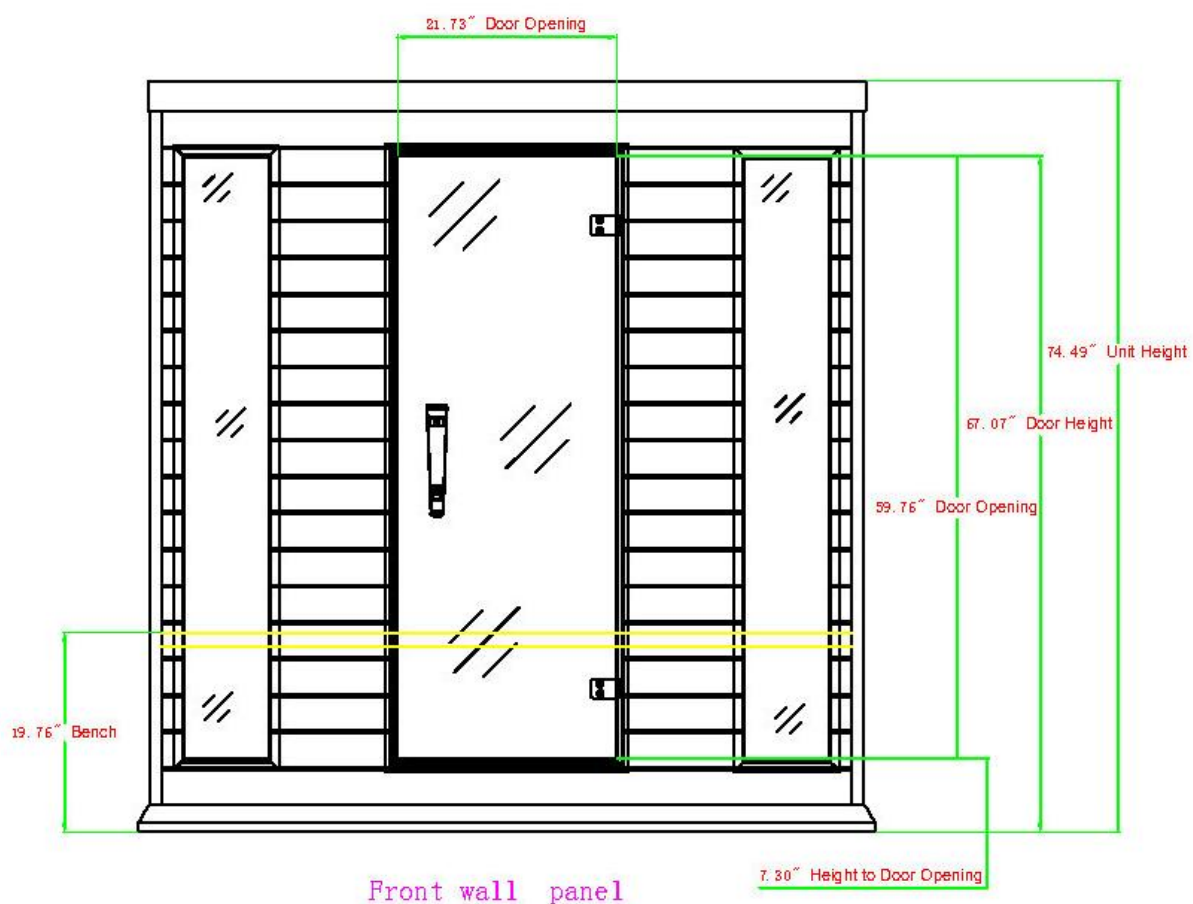 21.73″ Door Opening
74.49″ Unit Height
67.07″ Door Height
59.76″ Door Opening
19.76″ Bench
7.30″ Height to Door Opening
Front wall panel